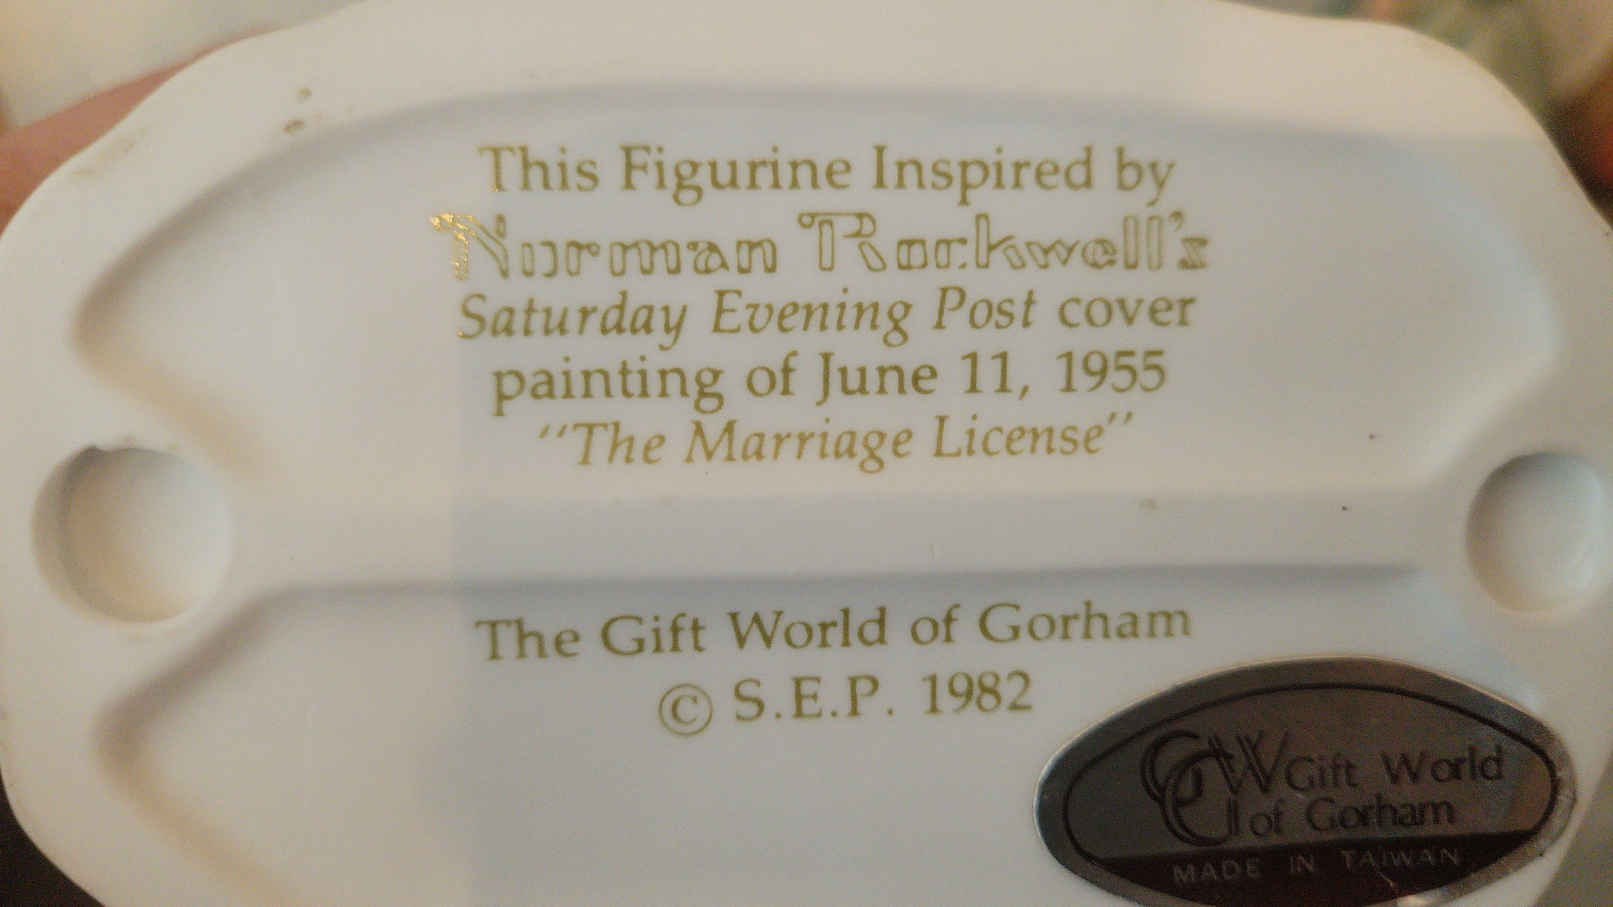 This Figurine Inspired by
Norman Rockwell's
Saturday Evening Post cover
painting of June 11, 1955
"The Marriage License"
The Gift World of Gorham
© S.E.P. 1982
GWG Gift World
of Gorham
MADE IN TAIWAN